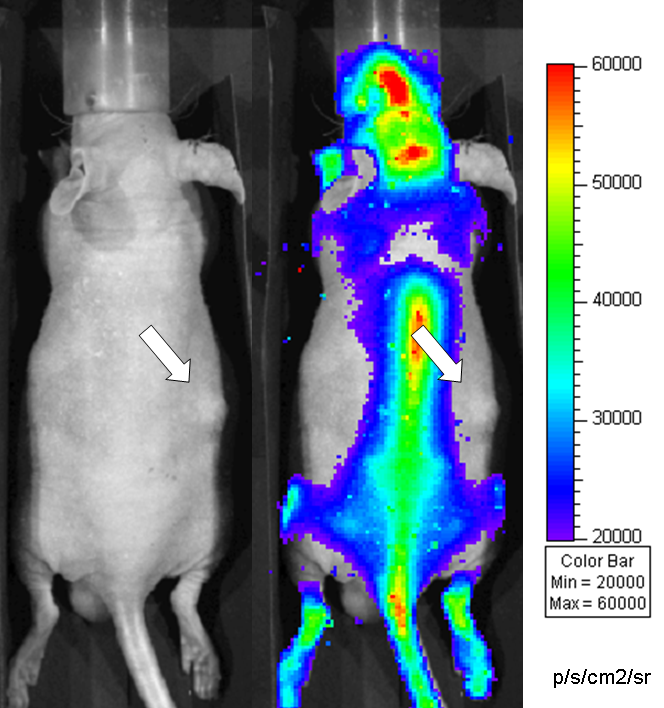 60000
50000
40000
30000
20000
Color Bar
Min = 20000
Max = 60000
p/s/cm2/sr